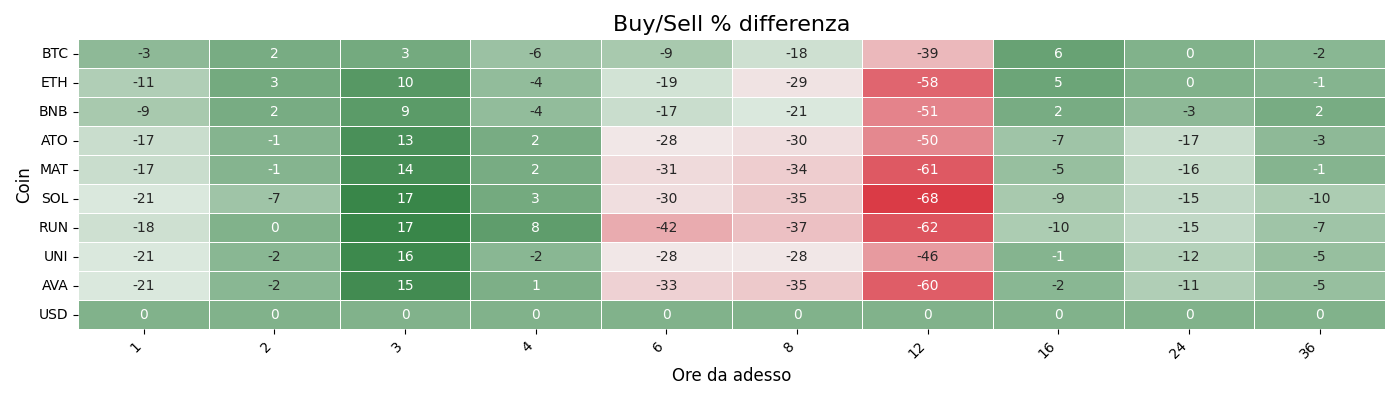 Buy/Sell % differenza
Coin
BTC -3 2 3 -6 -9 -18 -39 6 0 -2
ETH -11 3 10 -4 -19 -29 -58 5 0 -1
BNB -9 2 9 -4 -17 -21 -51 2 -3 2
ATO -17 -1 13 2 -28 -30 -50 -7 -17 -3
MAT -17 -1 14 2 -31 -34 -61 -5 -16 -1
SOL -21 -7 17 3 -30 -35 -68 -9 -15 -10
RUN -18 0 17 8 -42 -37 -62 -10 -15 -7
UNI -21 -2 16 -2 -28 -28 -46 -1 -12 -5
AVA -21 -2 15 1 -33 -35 -60 -2 -11 -5
USD 0 0 0 0 0 0 0 0 0 0
1 2 3 4 6 8 12 16 24 36
Ore da adesso